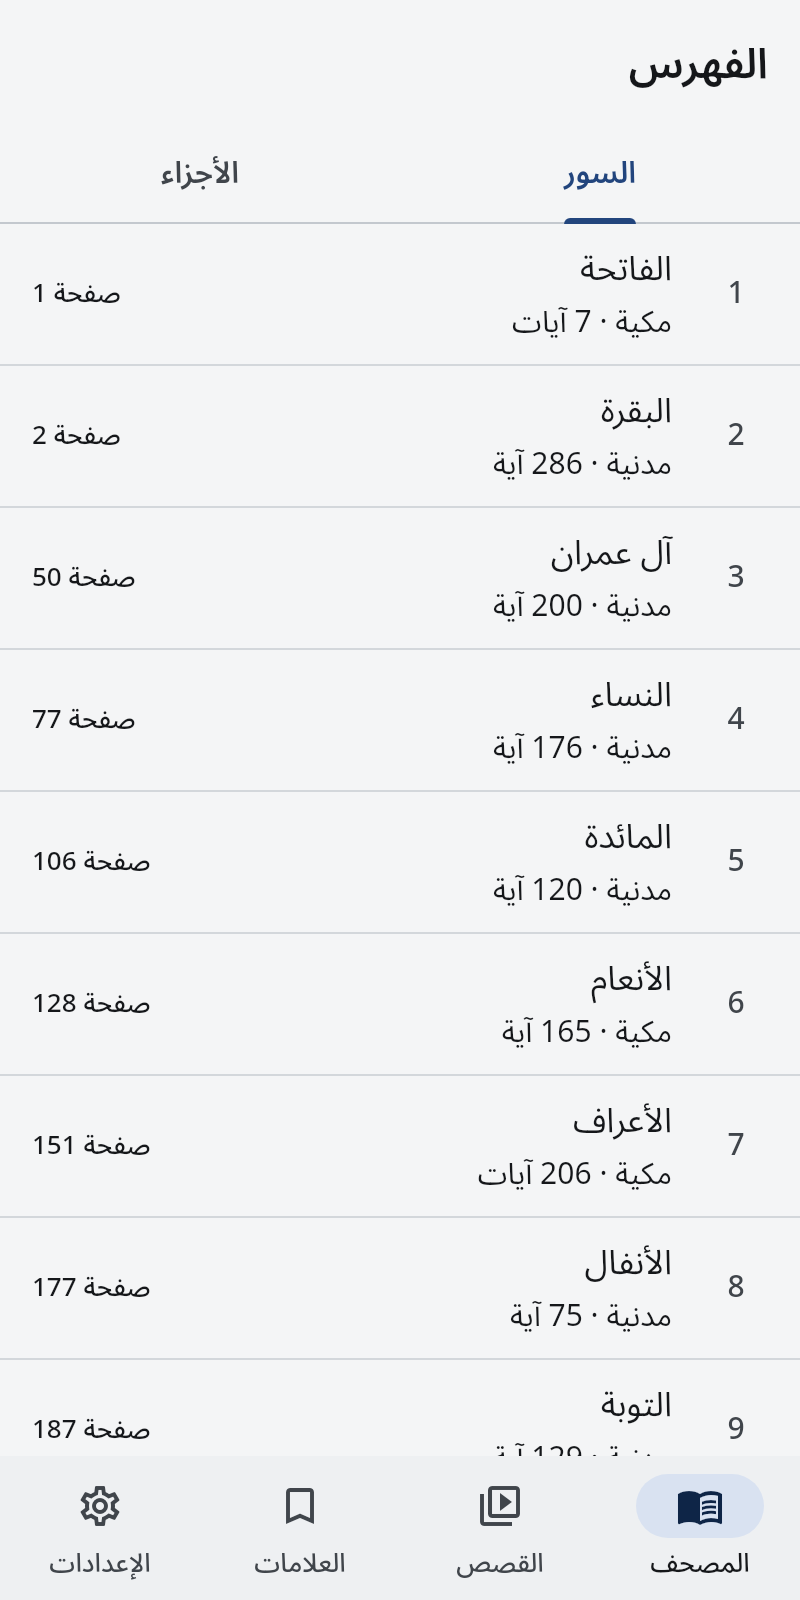 الفهرس
السور
الأجزاء
1
الفاتحة
مكية · 7 آيات
صفحة 1
2
البقرة
مدنية · 286 آية
صفحة 2
3
آل عمران
مدنية · 200 آية
صفحة 50
4
النساء
مدنية · 176 آية
صفحة 77
5
المائدة
مدنية · 120 آية
صفحة 106
6
الأنعام
مكية · 165 آية
صفحة 128
7
الأعراف
مكية · 206 آيات
صفحة 151
8
الأنفال
مدنية · 75 آية
صفحة 177
9
التوبة
مدنية · 129 آية
صفحة 187
المصحف
القصص
العلامات
الإعدادات